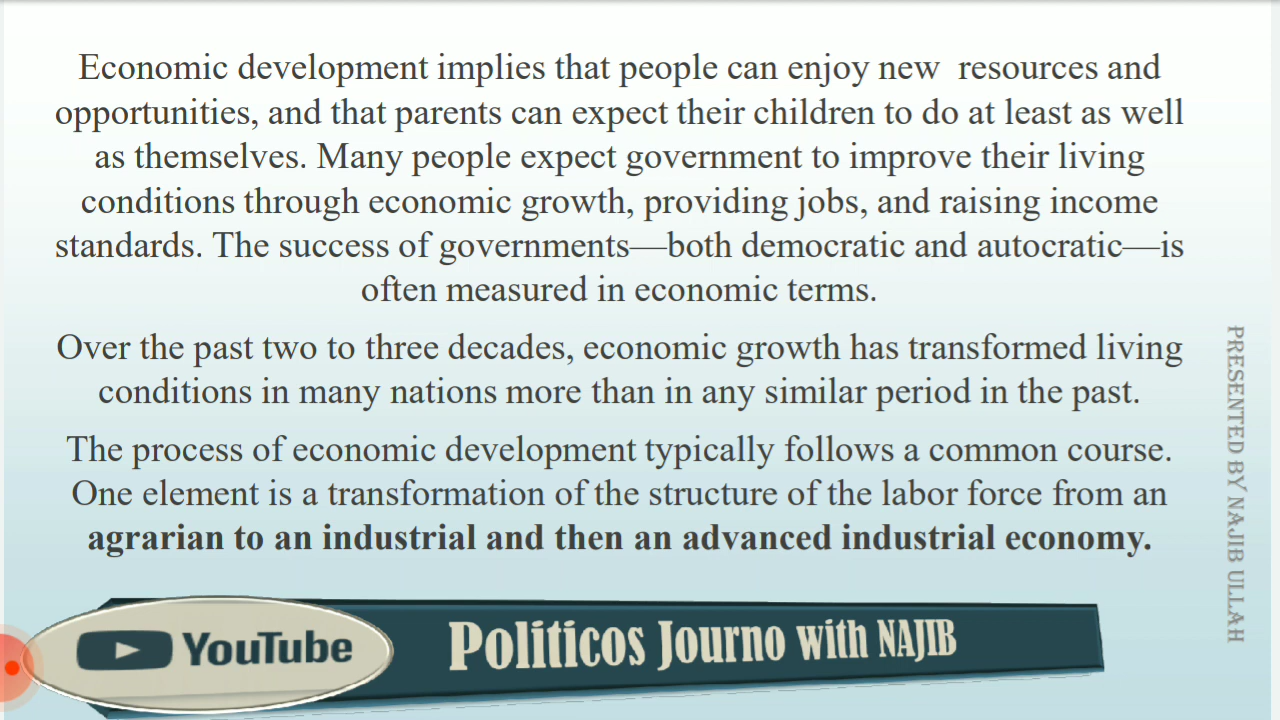 Economic development implies that people can enjoy new  resources and
opportunities, and that parents can expect their children to do at least as well
as themselves. Many people expect government to improve their living
conditions through economic growth, providing jobs, and raising income
standards. The success of governments—both democratic and autocratic—is
often measured in economic terms.
Over the past two to three decades, economic growth has transformed living
conditions in many nations more than in any similar period in the past.
The process of economic development typically follows a common course.
One element is a transformation of the structure of the labor force from an
agrarian to an industrial and then an advanced industrial economy.
PRESENTED BY NAJIB ULLAH
YouTube
Politicos Journo with NAJIB